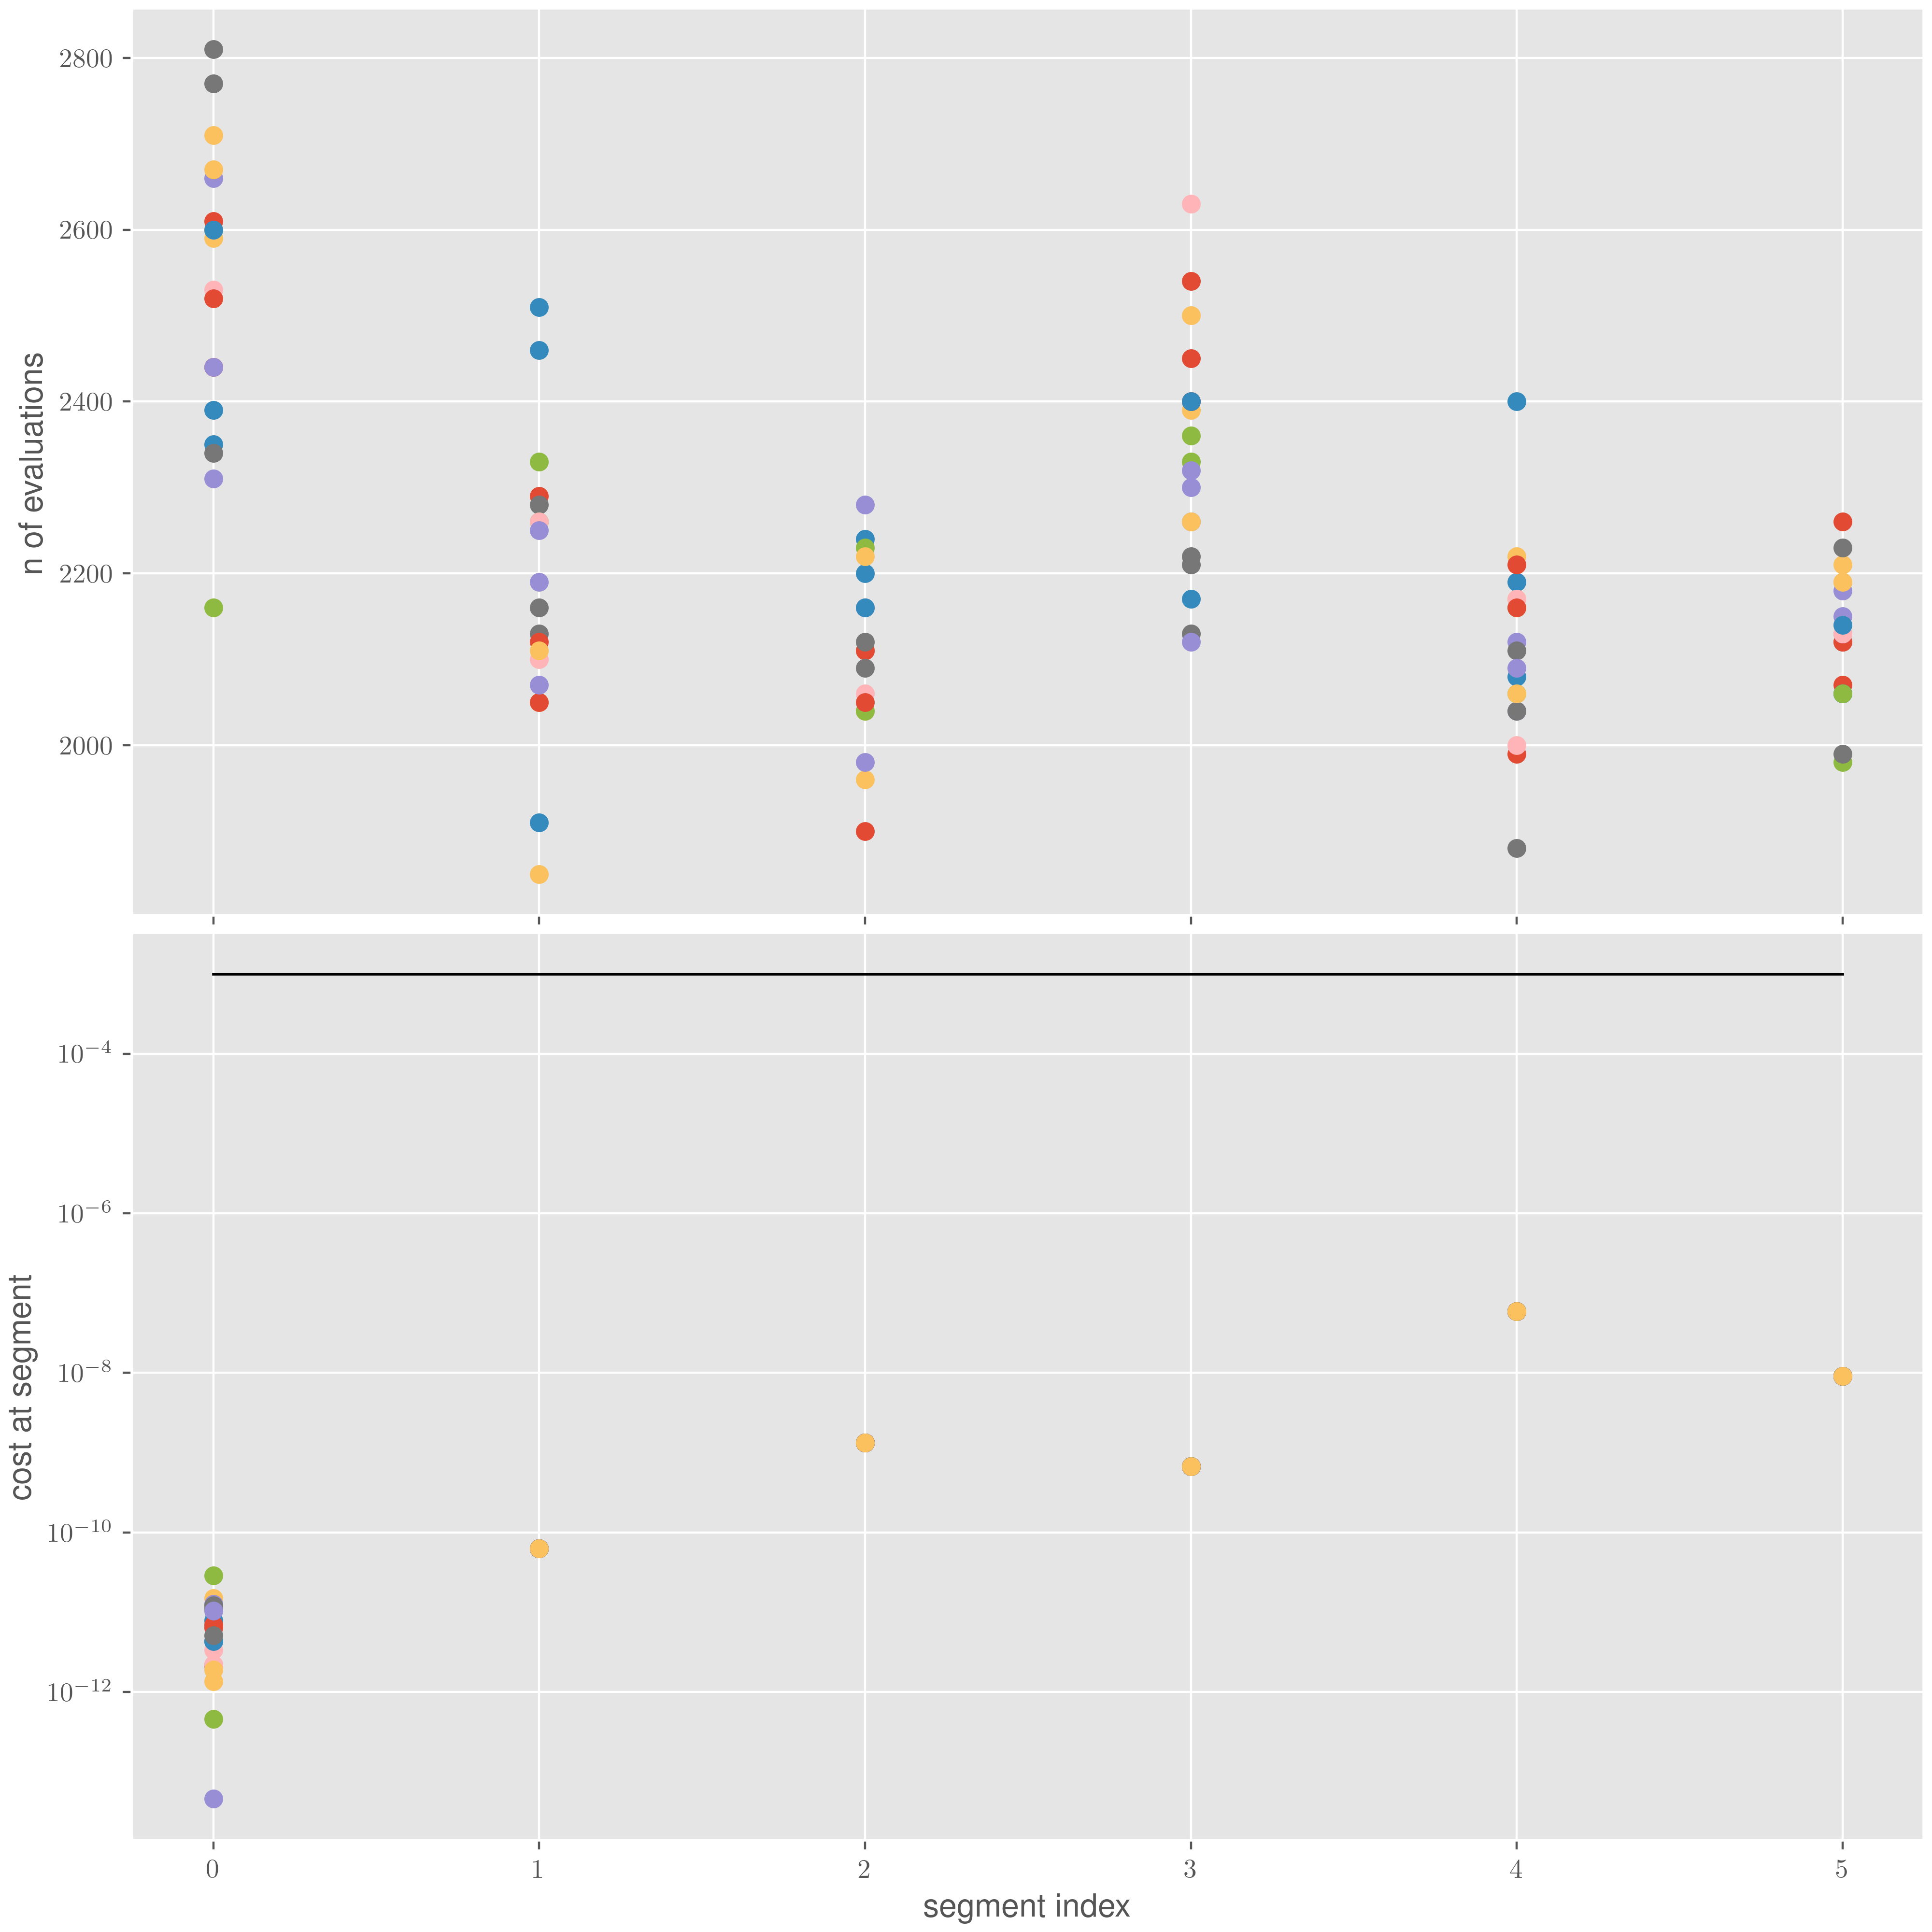 2800
2600
2400
2200
2000
n of evaluations
10−4
10−6
10−8
10−10
10−12
cost at segment
0 1 2 3 4 5
segment index